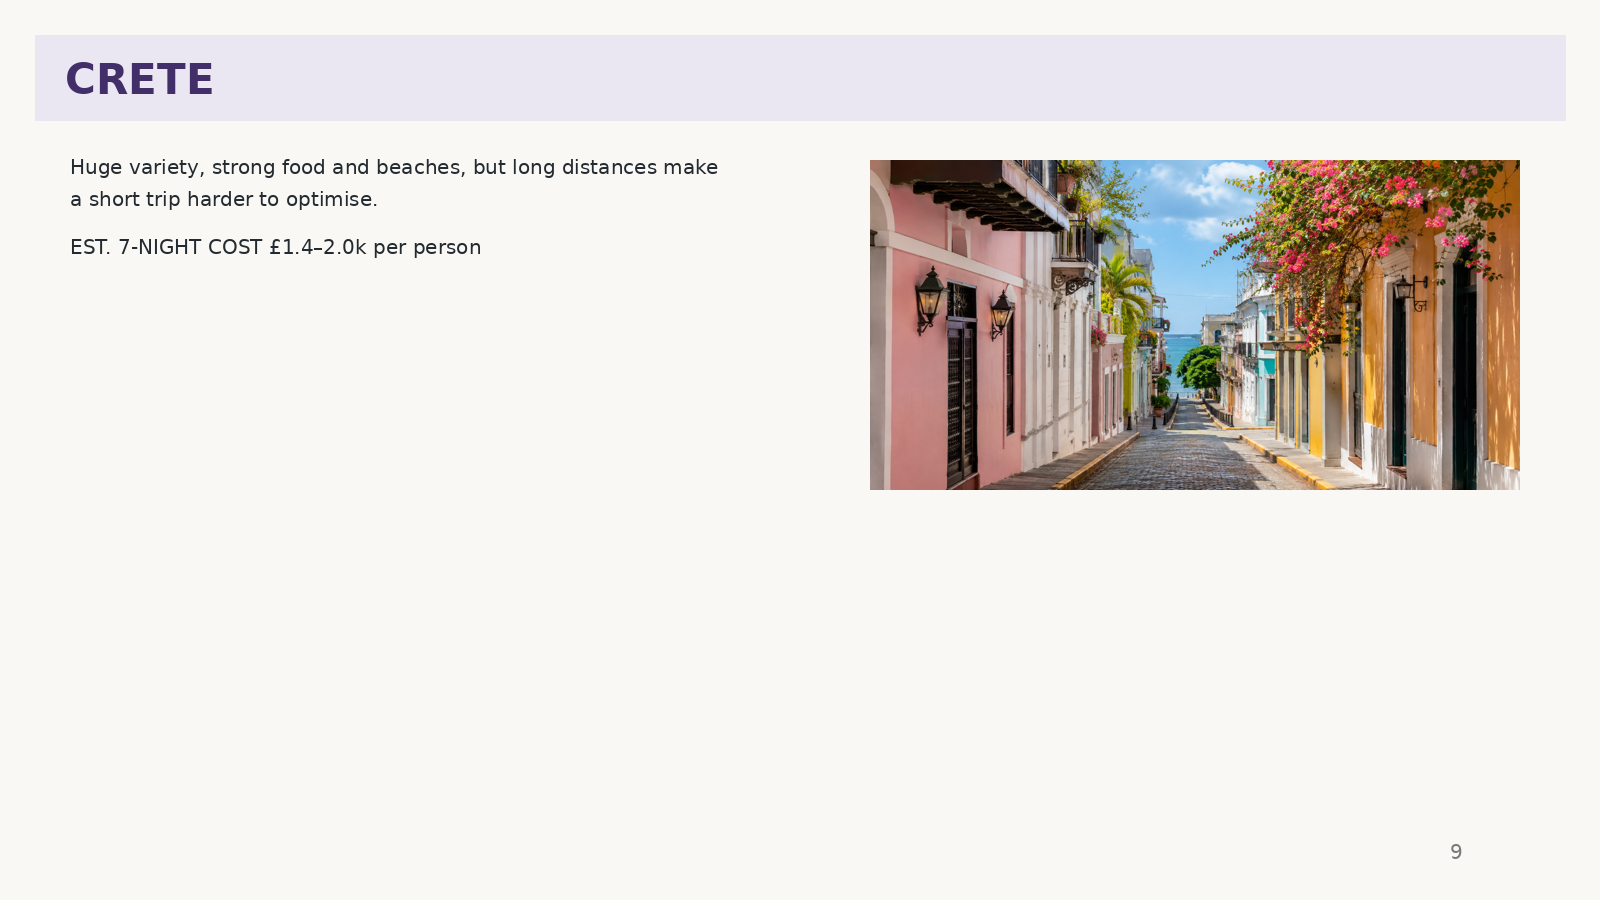 CRETE
Huge variety, strong food and beaches, but long distances make
a short trip harder to optimise.
EST. 7-NIGHT COST £1.4–2.0k per person
9